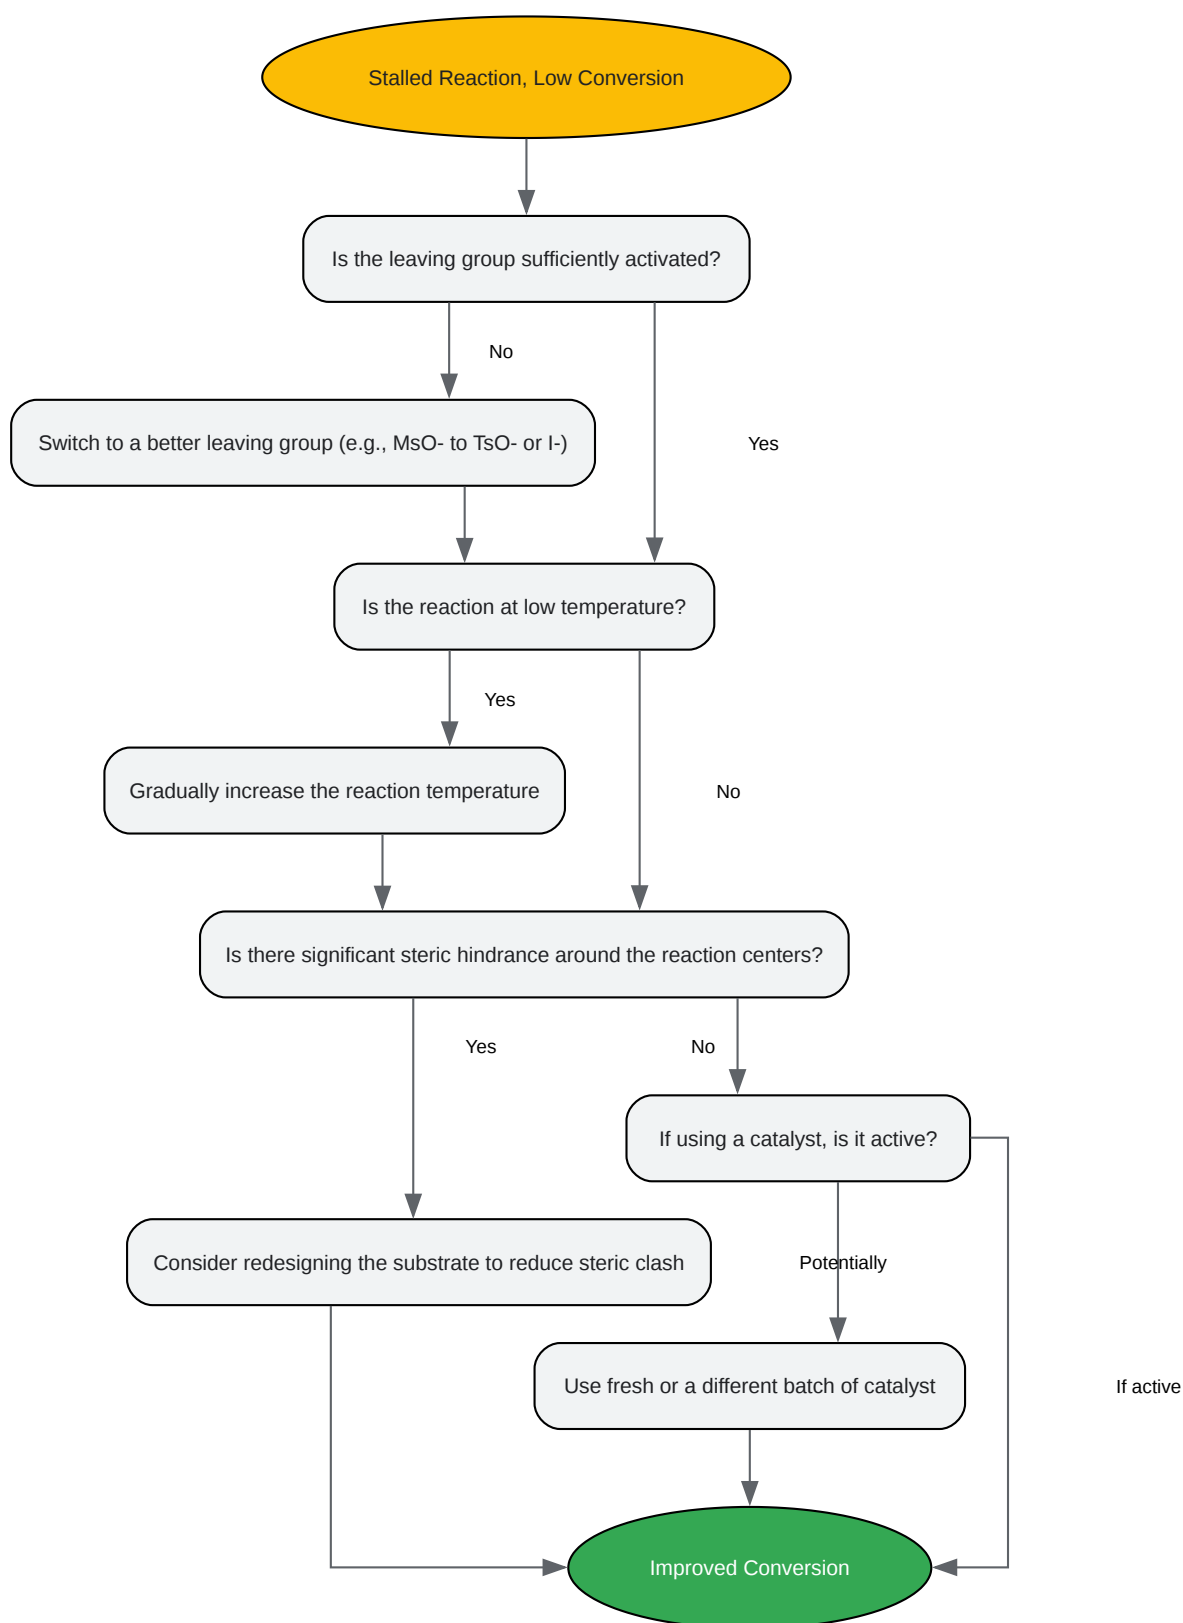 Stalled Reaction, Low Conversion
Is the leaving group sufficiently activated?
No
Switch to a better leaving group (e.g., MsO- to TsO- or I-)
Yes
Is the reaction at low temperature?
Yes
Gradually increase the reaction temperature
No
Is there significant steric hindrance around the reaction centers?
Yes
No
If using a catalyst, is it active?
Consider redesigning the substrate to reduce steric clash
Potentially
Use fresh or a different batch of catalyst
If active
Improved Conversion